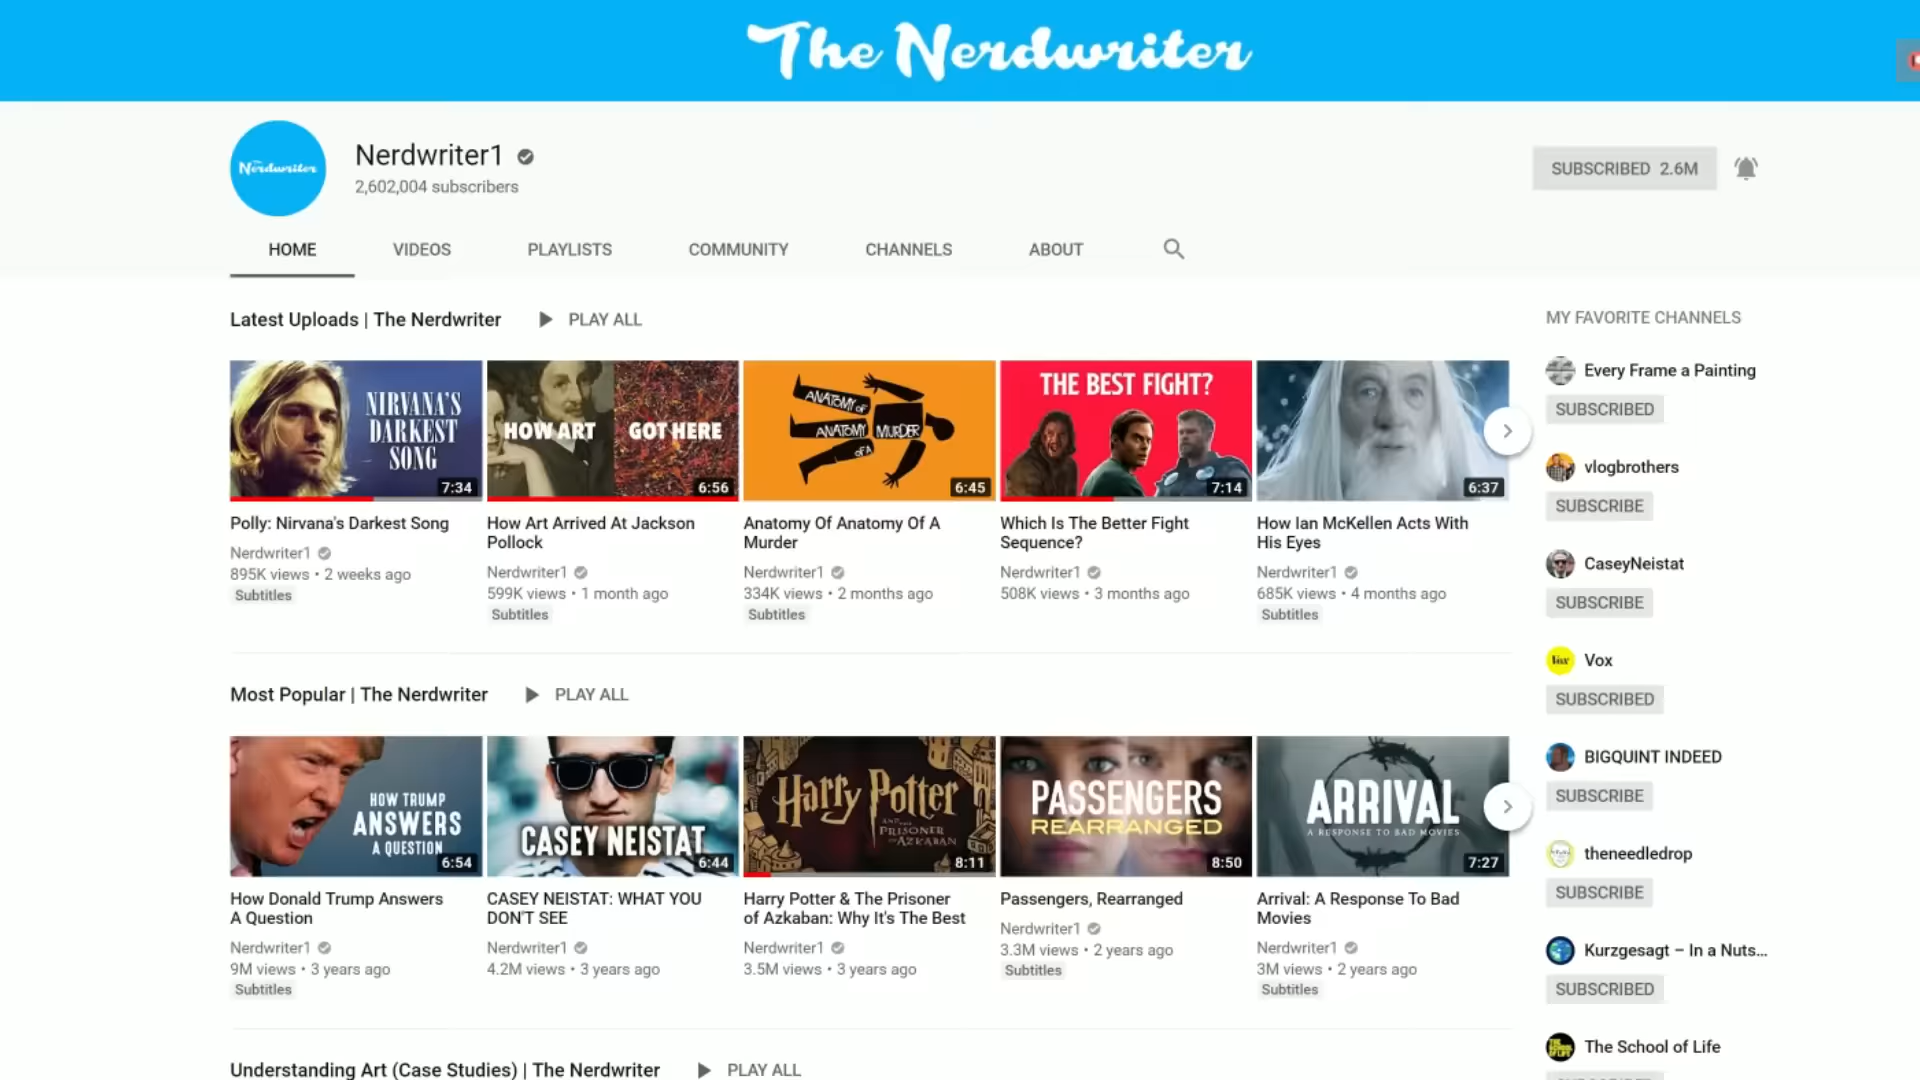 The Nerdwriter
The Nerdwriter
Nerdwriter1
2,602,004 subscribers
SUBSCRIBED 2.6M
HOME VIDEOS PLAYLISTS COMMUNITY CHANNELS ABOUT
Latest Uploads | The Nerdwriter PLAY ALL
NIRVANA'S
DARKEST
SONG
7:34
HOW ART GOT HERE
6:56
ANATOMY of
ANATOMY MURDER
of A
6:45
THE BEST FIGHT?
7:14
6:37
Polly: Nirvana's Darkest Song
Nerdwriter1
895K views • 2 weeks ago
Subtitles
How Art Arrived At Jackson
Pollock
Nerdwriter1
599K views • 1 month ago
Subtitles
Anatomy Of Anatomy Of A
Murder
Nerdwriter1
334K views • 2 months ago
Subtitles
Which Is The Better Fight
Sequence?
Nerdwriter1
508K views • 3 months ago
How Ian McKellen Acts With
His Eyes
Nerdwriter1
685K views • 4 months ago
Subtitles
Most Popular | The Nerdwriter PLAY ALL
HOW TRUMP
ANSWERS
A QUESTION
6:54
CASEY NEISTAT
6:44
Harry Potter
AND THE
PRISONER
OF AZKABAN
8:11
PASSENGERS
REARRANGED
8:50
ARRIVAL
A RESPONSE TO BAD MOVIES
7:27
How Donald Trump Answers
A Question
Nerdwriter1
9M views • 3 years ago
Subtitles
CASEY NEISTAT: WHAT YOU
DON'T SEE
Nerdwriter1
4.2M views • 3 years ago
Harry Potter & The Prisoner
of Azkaban: Why It's The Best
Nerdwriter1
3.5M views • 3 years ago
Passengers, Rearranged
Nerdwriter1
3.3M views • 2 years ago
Subtitles
Arrival: A Response To Bad
Movies
Nerdwriter1
3M views • 2 years ago
Subtitles
Understanding Art (Case Studies) | The Nerdwriter PLAY ALL
MY FAVORITE CHANNELS
Every Frame a Painting
SUBSCRIBED
vlogbrothers
SUBSCRIBE
CaseyNeistat
SUBSCRIBE
Vox
Vox
SUBSCRIBED
BIGQUINT INDEED
SUBSCRIBE
theneedledrop
SUBSCRIBE
Kurzgesagt – In a Nuts...
SUBSCRIBED
THE SCHOOL OF LIFE
The School of Life